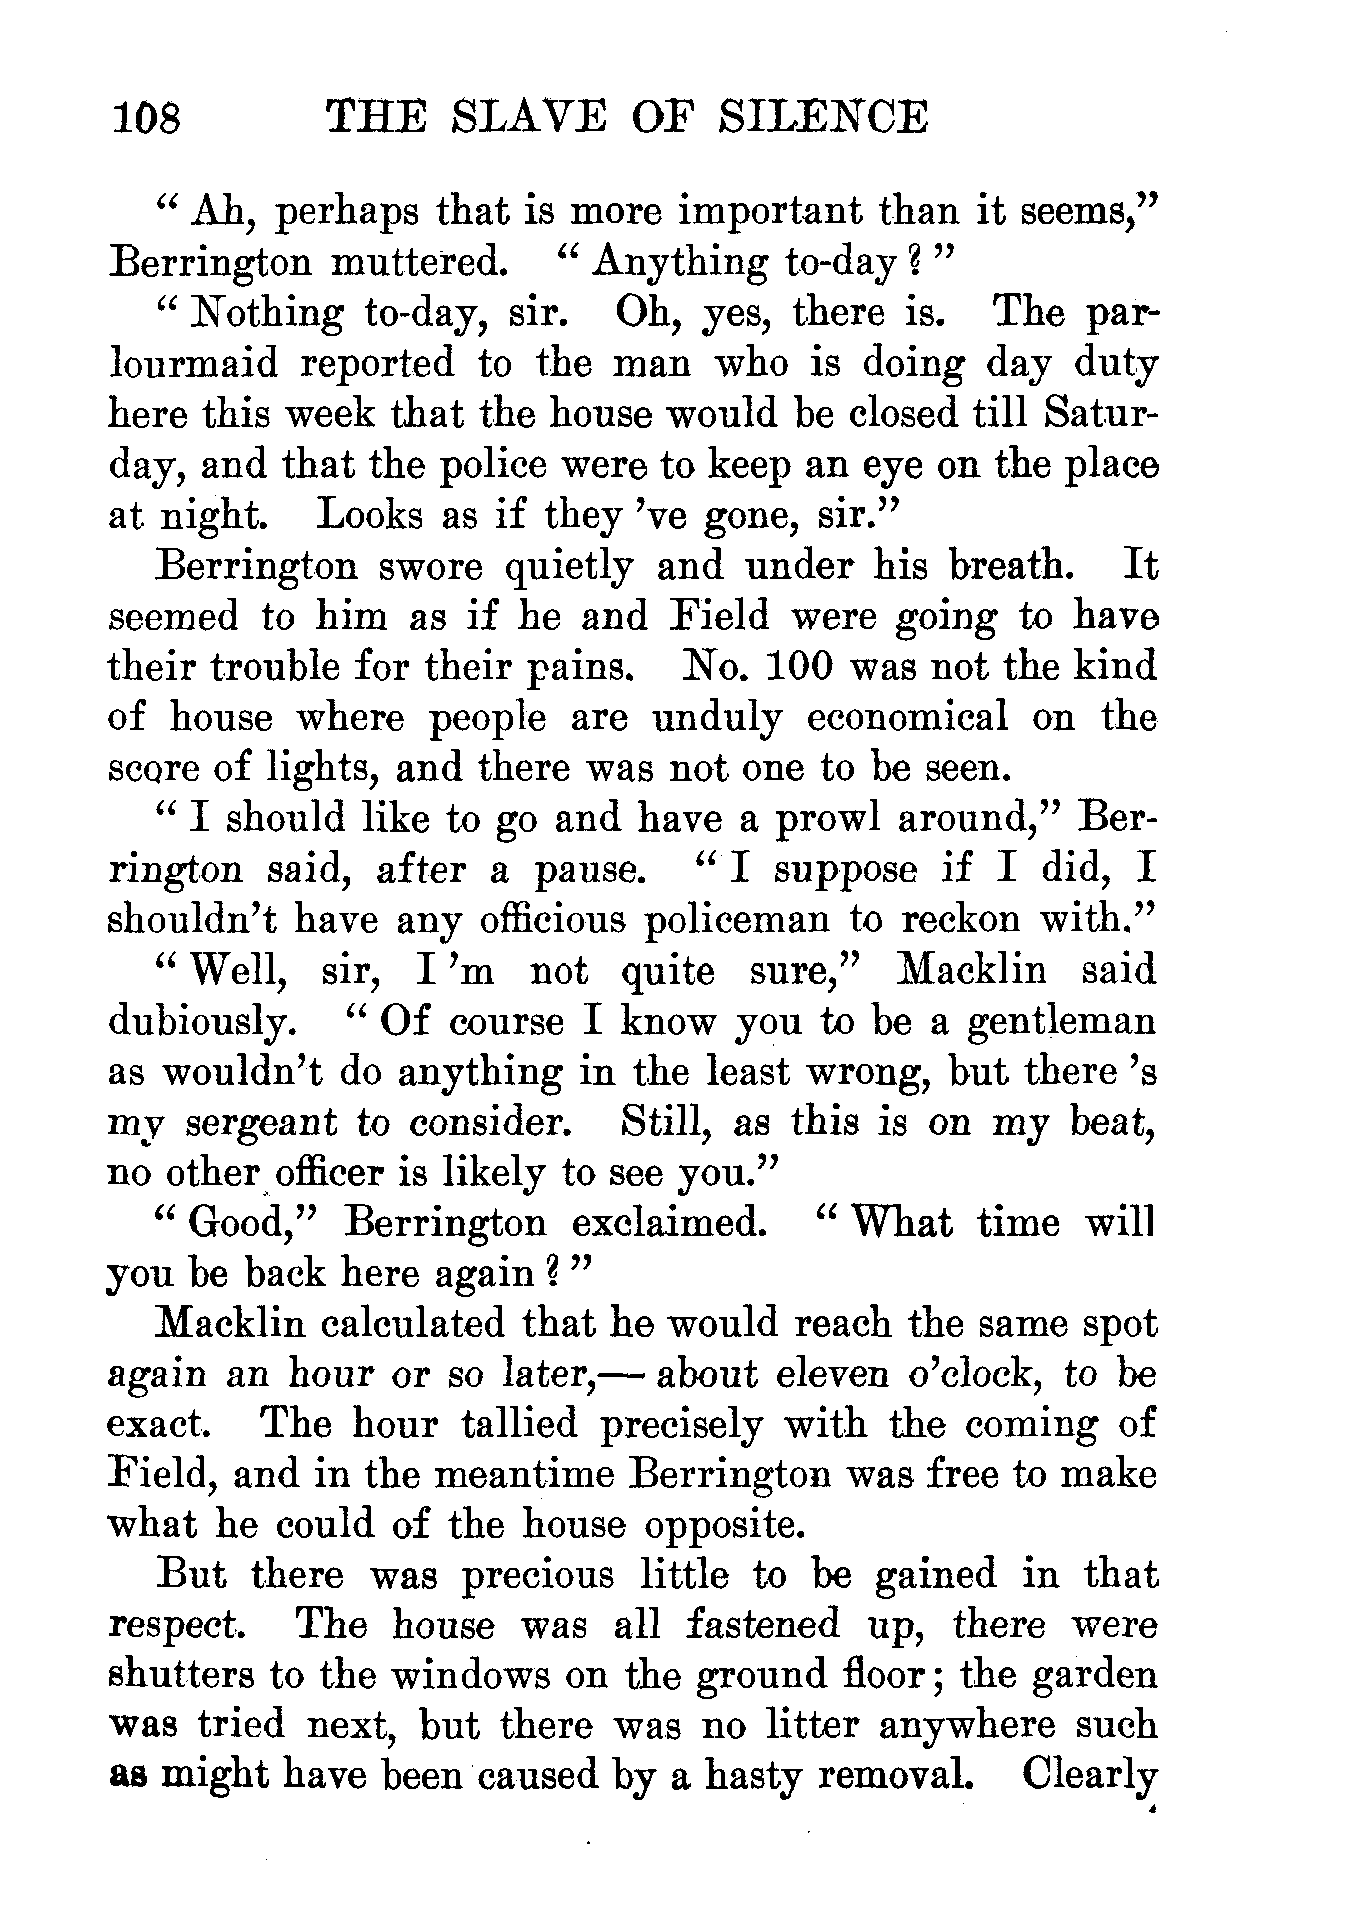 108 THE SLAVE OF SILENCE
“ Ah, perhaps that is more important than it seems,”
Berrington muttered. “ Anything to-day ? ”
“ Nothing to-day, sir. Oh, yes, there is. The par-
lourmaid reported to the man who is doing day duty
here this week that the house would be closed till Satur-
day, and that the police were to keep an eye on the place
at night. Looks as if they ’ve gone, sir.”
Berrington swore quietly and under his breath. It
seemed to him as if he and Field were going to have
their trouble for their pains. No. 100 was not the kind
of house where people are unduly economical on the
score of lights, and there was not one to be seen.
“ I should like to go and have a prowl around,” Ber-
rington said, after a pause. “ I suppose if I did, I
shouldn’t have any officious policeman to reckon with.”
“ Well, sir, I ’m not quite sure,” Macklin said
dubiously. “ Of course I know you to be a gentleman
as wouldn’t do anything in the least wrong, but there ’s
my sergeant to consider. Still, as this is on my beat,
no other officer is likely to see you.”
“ Good,” Berrington exclaimed. “ What time will
you be back here again ? ”
Macklin calculated that he would reach the same spot
again an hour or so later,— about eleven o’clock, to be
exact. The hour tallied precisely with the coming of
Field, and in the meantime Berrington was free to make
what he could of the house opposite.
But there was precious little to be gained in that
respect. The house was all fastened up, there were
shutters to the windows on the ground floor; the garden
was tried next, but there was no litter anywhere such
as might have been caused by a hasty removal. Clearly